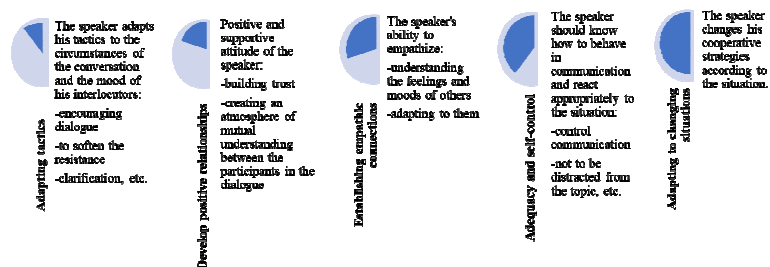 Adapting tactics
The speaker adapts
his tactics to the
circumstances of
the conversation
and the mood of
his interlocutors:
-encouraging
dialogue
-to soften the
resistance
-clarification, etc.
Develop positive relationships
Positive and
supportive
attitude of the
speaker:
-building trust
-creating an
atmosphere of
mutual
understanding
between the
participants in the
dialogue
Establishing empathic
connections
The speaker's
ability to
empathize:
-understanding
the feelings and
moods of others
-adapting to them
Adequacy and self-control
The speaker
should know
how to behave
in
communication
and react
appropriately to
the situation:
-control
communication
-not to be
distracted from
the topic, etc.
Adapting to changing
situations
The speaker
changes his
cooperative
strategies
according to
the situation.